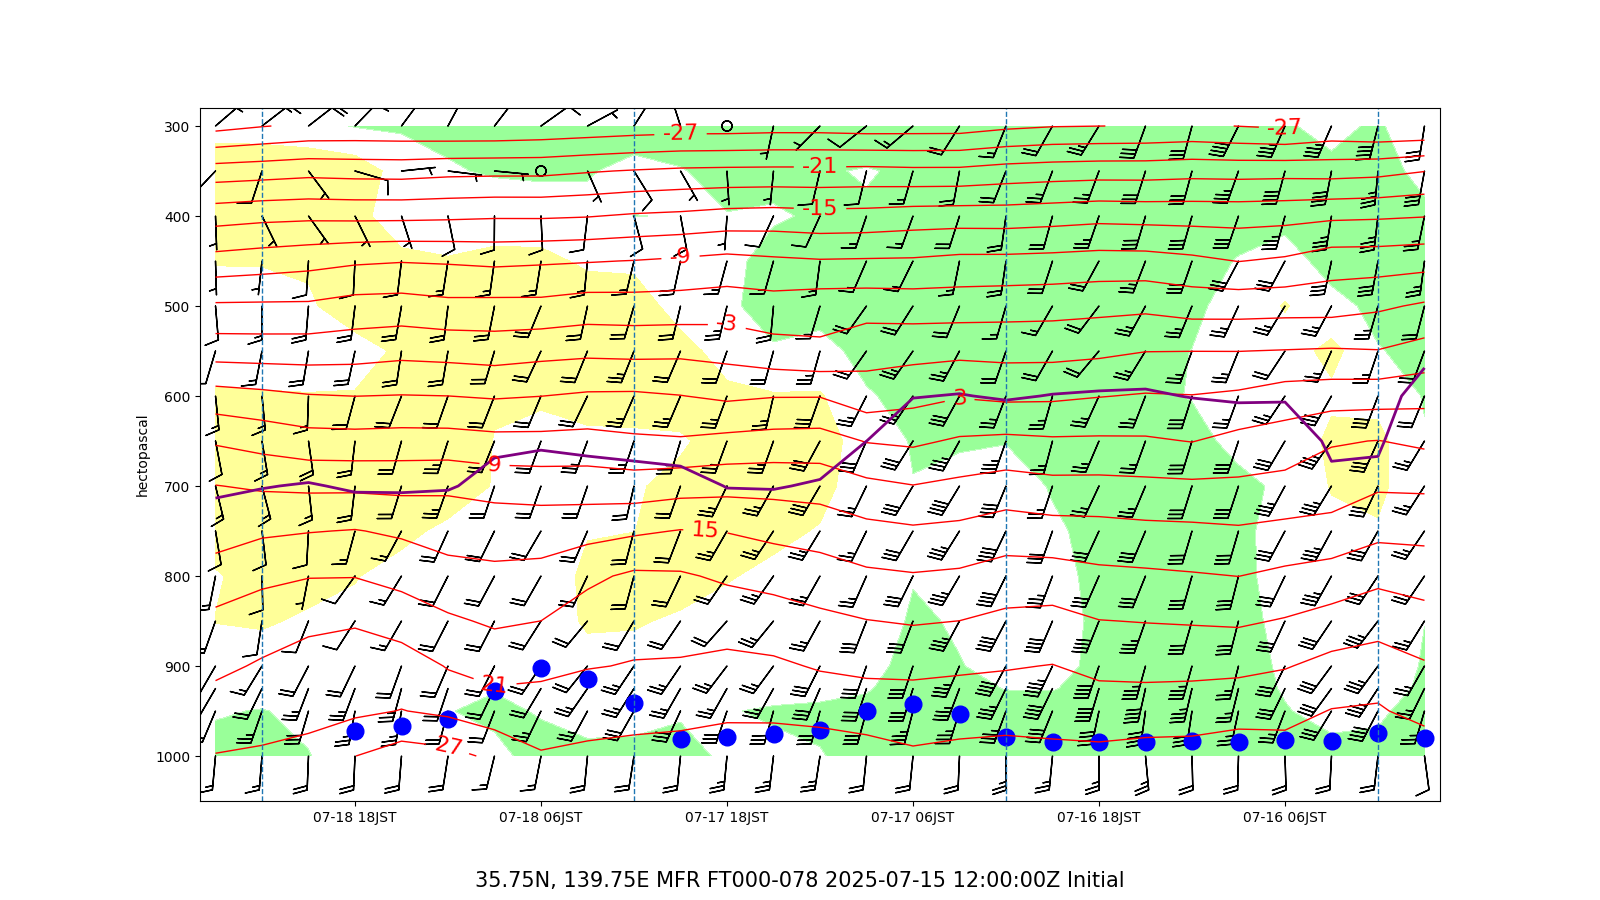 300
400
500
600
700
800
900
1000
hectopascal
-27
-27
-21
-15
-9
-3
3
9
15
21
27
07-18 18JST
07-18 06JST
07-17 18JST
07-17 06JST
07-16 18JST
07-16 06JST
35.75N, 139.75E MFR FT000-078 2025-07-15 12:00:00Z Initial